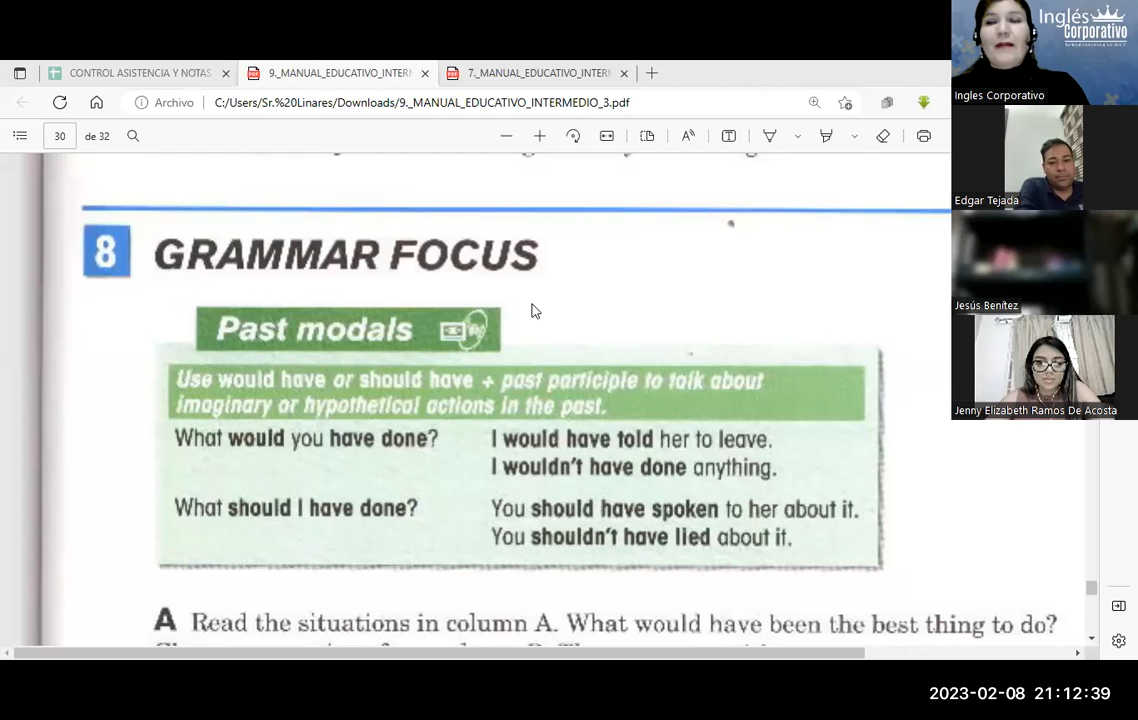 Inglés
Corporativo
CONTROL ASISTENCIA Y NOTAS
9._MANUAL_EDUCATIVO_INTERM
7._MANUAL_EDUCATIVO_INTERM
Archivo
C:/Users/Sr.%20Linares/Downloads/9._MANUAL_EDUCATIVO_INTERMEDIO_3.pdf
Ingles Corporativo
30 de 32
Edgar Tejada
8 GRAMMAR FOCUS
Jesús Benítez
Past modals
Use would have or should have + past participle to talk about
imaginary or hypothetical actions in the past.
Jenny Elizabeth Ramos De Acosta
What would you have done? I would have told her to leave.
I wouldn't have done anything.
What should I have done? You should have spoken to her about it.
You shouldn't have lied about it.
A Read the situations in column A. What would have been the best thing to do?
2023-02-08 21:12:39